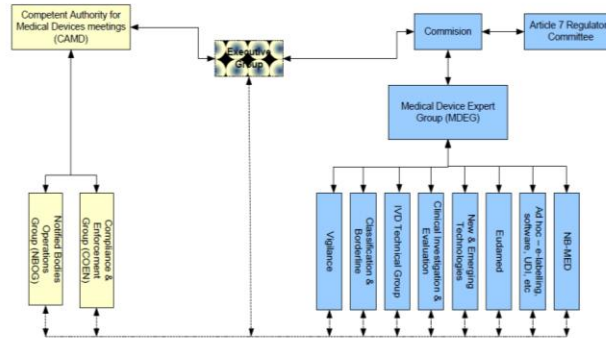 Competent Authority for
Medical Devices meetings
(CAMD)
Executive
Group
Commision
Article 7 Regulator
Committee
Medical Device Expert
Group (MDEG)
Notified Bodies
Operations
Group (NBOG)
Compliance &
Enforcement
Group (COEN)
Vigilance
Classification &
Borderline
IVD Technical Group
Clinical Investigation &
Evaluation
New & Emerging
Technologies
Eudamed
Ad hoc – e-labelling,
software, UDI, etc
NB-MED